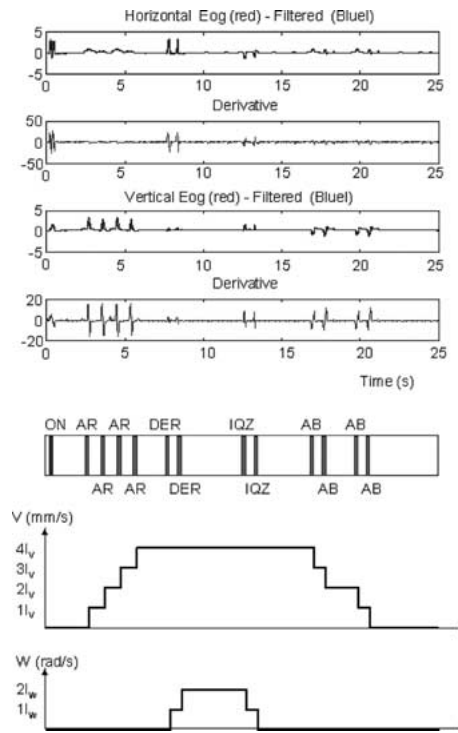 Horizontal Eog (red) - Filtered (Bluel)
5
0
-5
0 5 10 15 20 25
Derivative
50
0
-50
0 5 10 15 20 25
Vertical Eog (red) - Filtered (Bluel)
5
0
-5
0 5 10 15 20 25
Derivative
20
0
-20
0 5 10 15 20 25
Time (s)
ON AR AR DER IQZ AB AB
AR AR DER IQZ AB AB
V (mm/s)
4Iv
3Iv
2Iv
1Iv
W (rad/s)
2Iw
1Iw